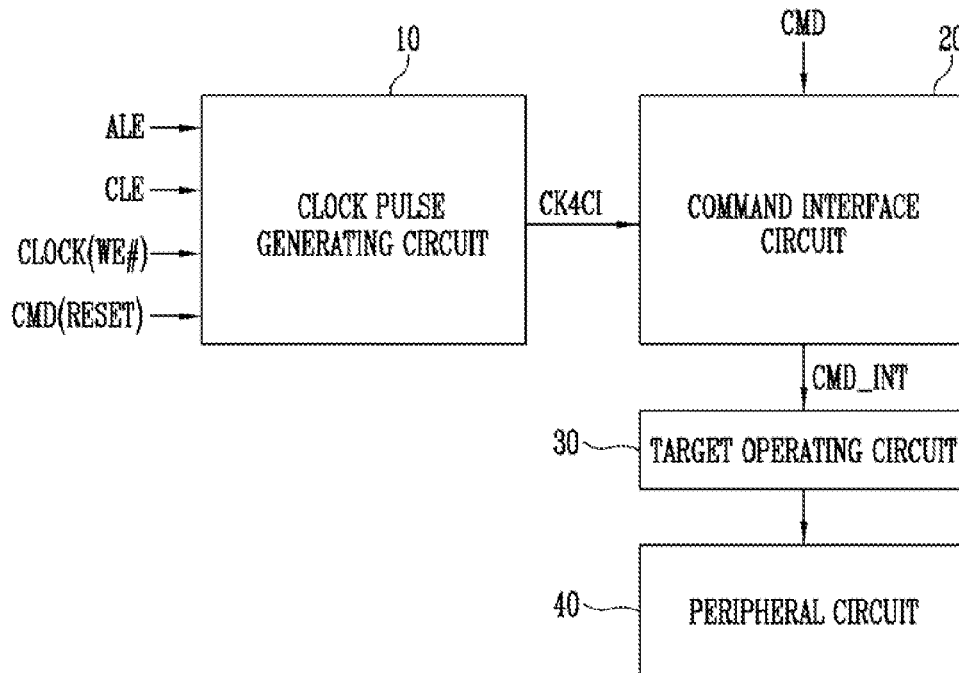 10
CMD
20
ALE
CLE
CLOCK(WE#)
CMD(RESET)
CLOCK PULSE
GENERATING CIRCUIT
CK4CI
COMMAND INTERFACE
CIRCUIT
CMD_INT
30
TARGET OPERATING CIRCUIT
40
PERIPHERAL CIRCUIT